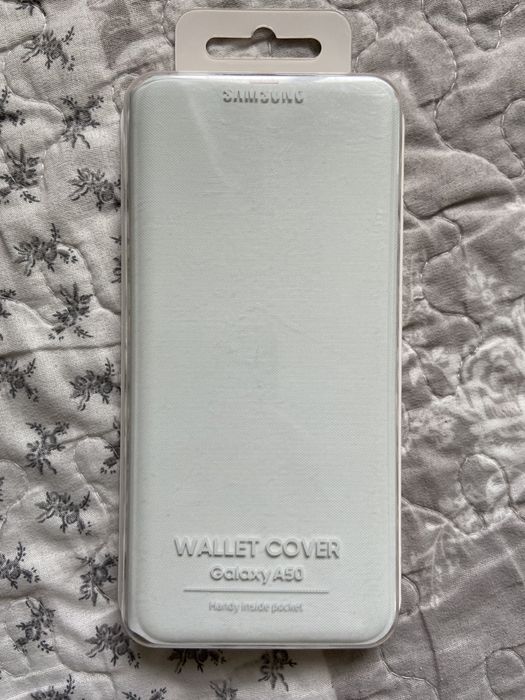 SAMSUNG
WALLET COVER
Galaxy A50
Handy inside pocket